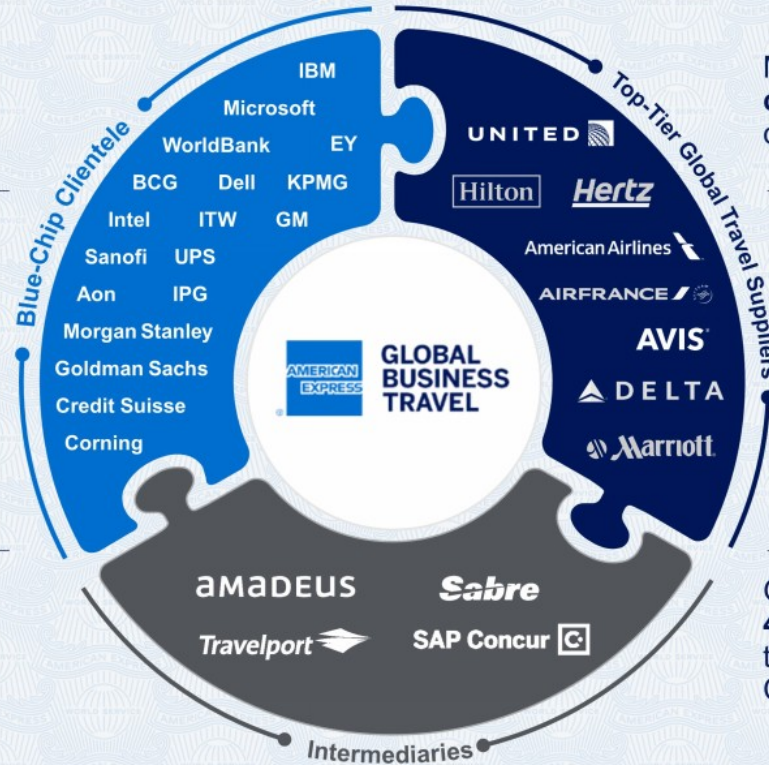 Blue-Chip Clientele
IBM
Microsoft
WorldBank EY
BCG Dell KPMG
Intel ITW GM
Sanofi UPS
Aon IPG
Morgan Stanley
Goldman Sachs
Credit Suisse
Corning
Top-Tier Global Travel Suppliers
UNITED
Hilton Hertz
American Airlines
AIRFRANCE
AVIS
DELTA
Marriott
AMERICAN EXPRESS
GLOBAL
BUSINESS
TRAVEL
amadeus Sabre
Travelport SAP Concur C
Intermediaries